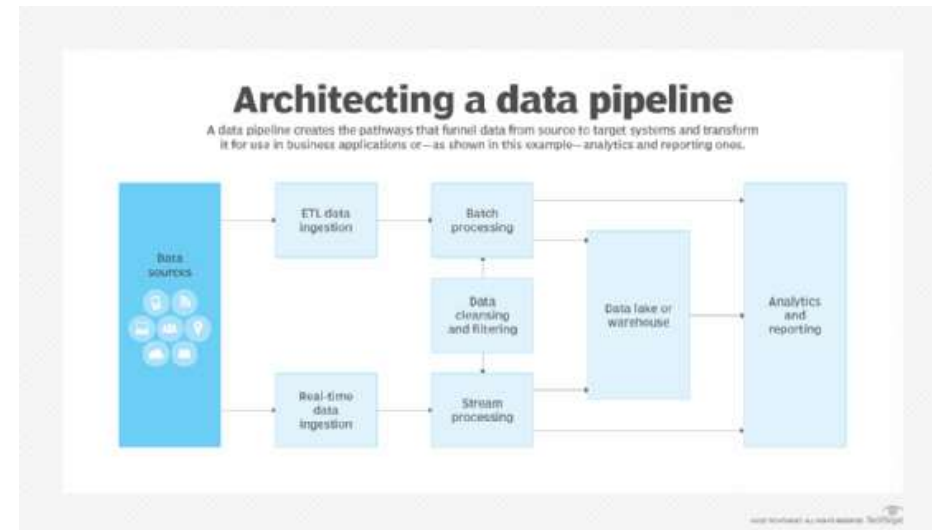 Architecting a data pipeline
A data pipeline creates the pathways that funnel data from source to target systems and transform
it for use in business applications or—as shown in this example—analytics and reporting ones.
Data
sources
ETL data
ingestion
Batch
processing
Data
cleansing
and filtering
Data lake or
warehouse
Analytics
and
reporting
Real-time
data
ingestion
Stream
processing
ALL RIGHTS RESERVED TechTarget